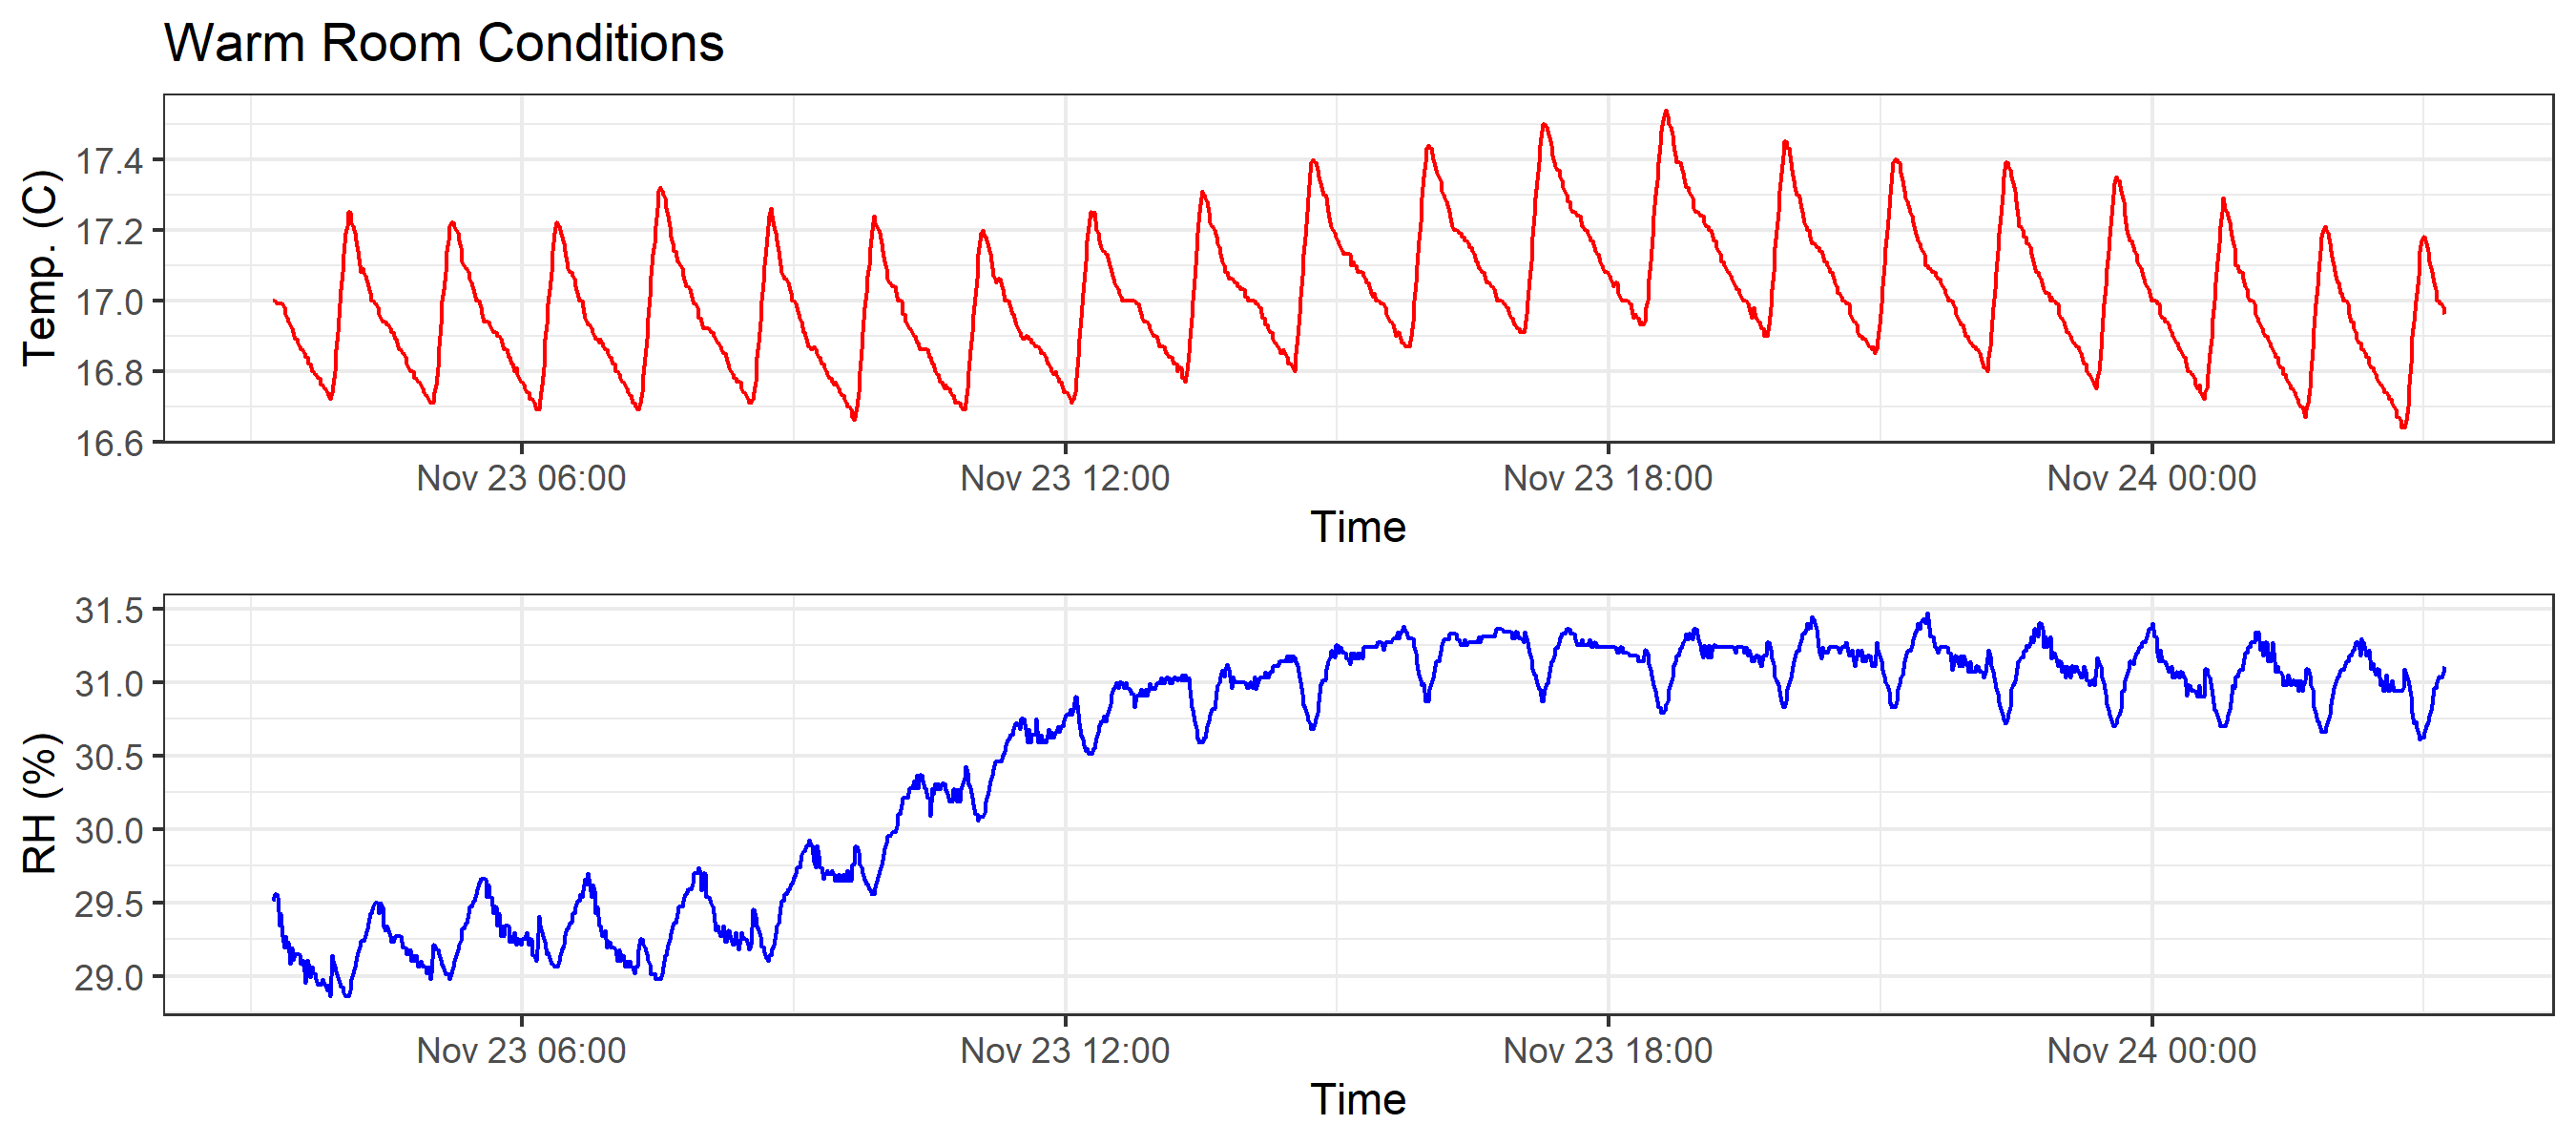 Warm Room Conditions
Temp. (C)
17.4
17.2
17.0
16.8
16.6
Nov 23 06:00 Nov 23 12:00 Nov 23 18:00 Nov 24 00:00
Time
RH (%)
31.5
31.0
30.5
30.0
29.5
29.0
Nov 23 06:00 Nov 23 12:00 Nov 23 18:00 Nov 24 00:00
Time